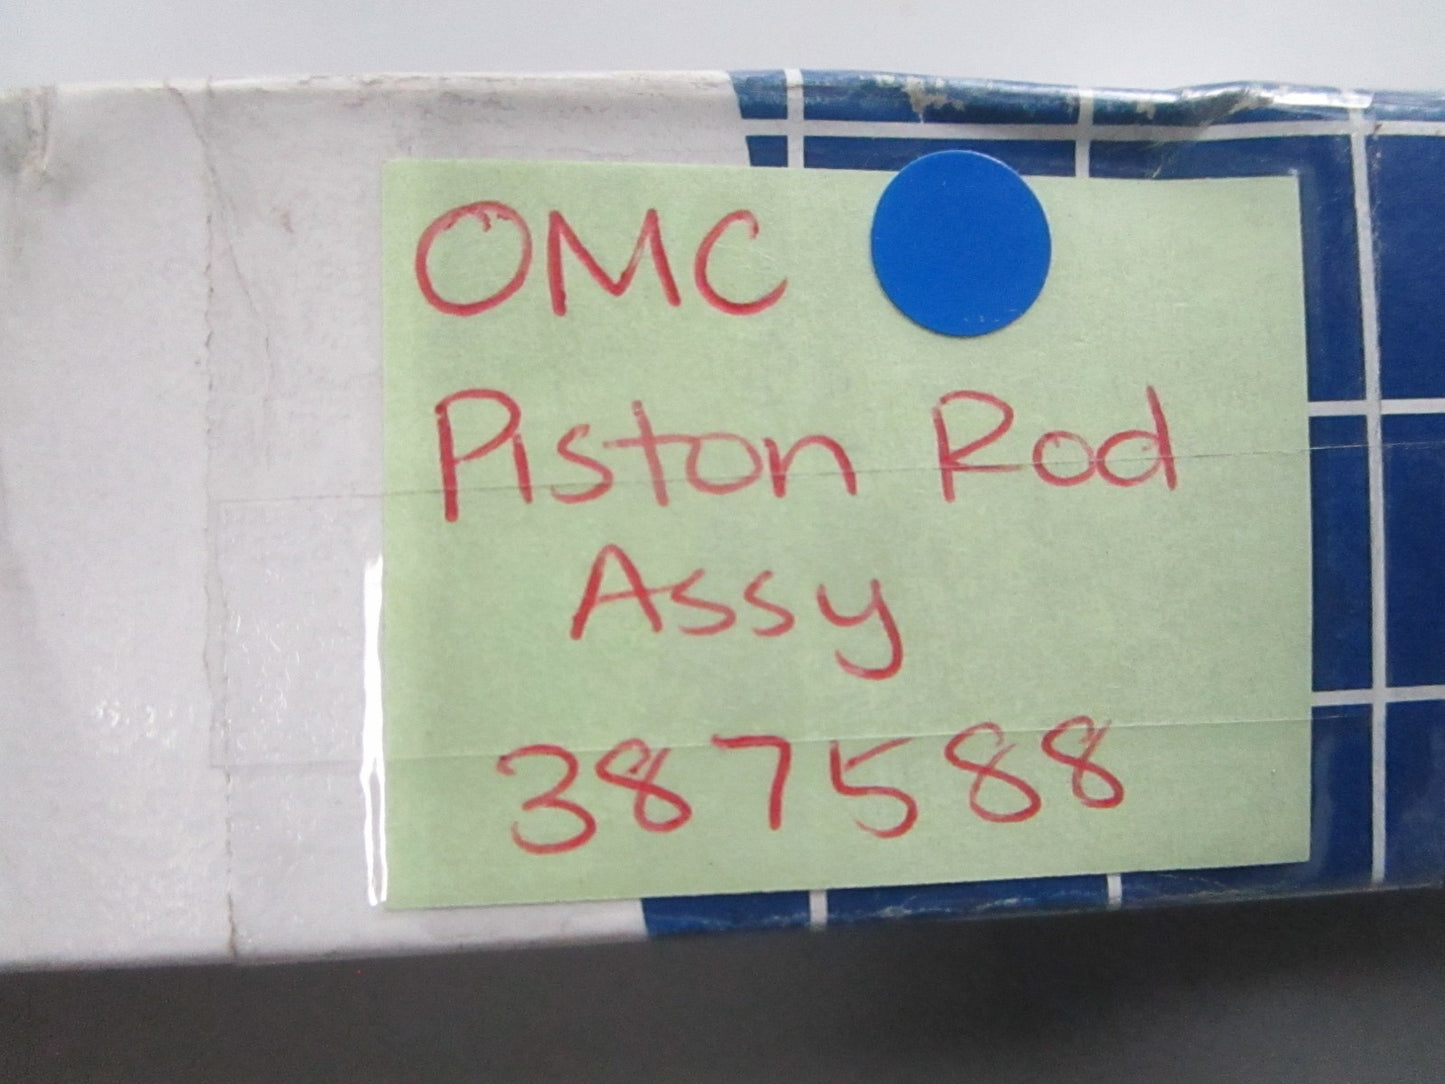 OMC
Piston Rod
Assy
387588